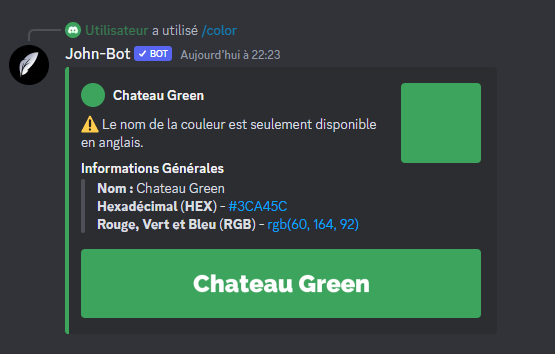 Utilisateur a utilisé /color
John-Bot ✓ BOT Aujourd'hui à 22:23
Chateau Green
⚠️ Le nom de la couleur est seulement disponible
en anglais.
Informations Générales
Nom : Chateau Green
Hexadécimal (HEX) - #3CA45C
Rouge, Vert et Bleu (RGB) - rgb(60, 164, 92)
Chateau Green